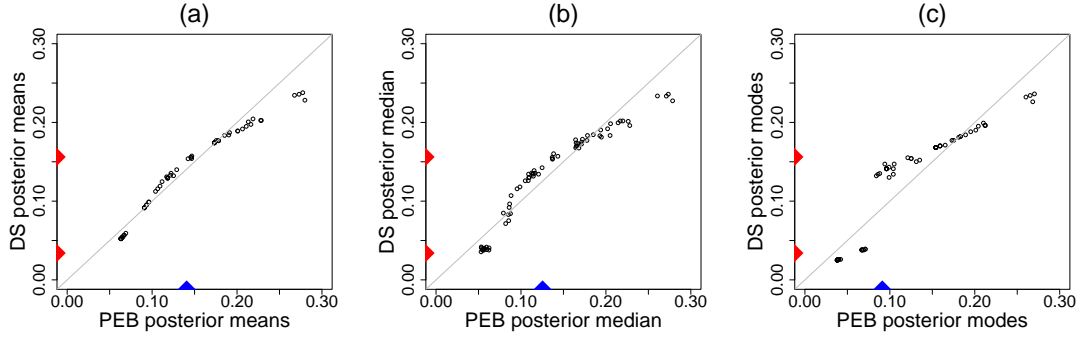 (a)
(b)
(c)
DS posterior means
0.00 0.10 0.20 0.30
0.00 0.10 0.20 0.30
PEB posterior means
DS posterior median
0.00 0.10 0.20 0.30
0.00 0.10 0.20 0.30
PEB posterior median
DS posterior modes
0.00 0.10 0.20 0.30
0.00 0.10 0.20 0.30
PEB posterior modes